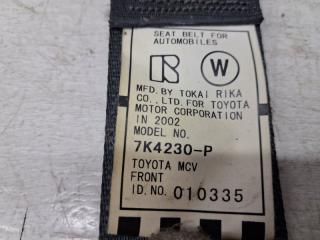 SEAT BELT FOR
AUTOMOBILES
R W
MFD. BY TOKAI RIKA
CO., LTD. FOR TOYOTA
MOTOR CORPORATION
IN 2002
MODEL NO.
7K4230-P
TOYOTA MCV
FRONT
ID.NO. 010335